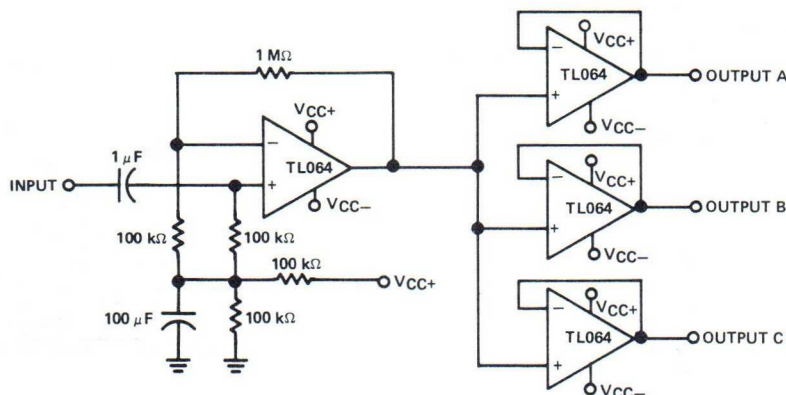 1 MΩ
VCC+
TL064
VCC−
1 μF
INPUT
100 kΩ
100 kΩ
100 kΩ
VCC+
100 μF
100 kΩ
VCC+
TL064
OUTPUT A
VCC−
VCC+
TL064
OUTPUT B
VCC−
VCC+
TL064
OUTPUT C
VCC−